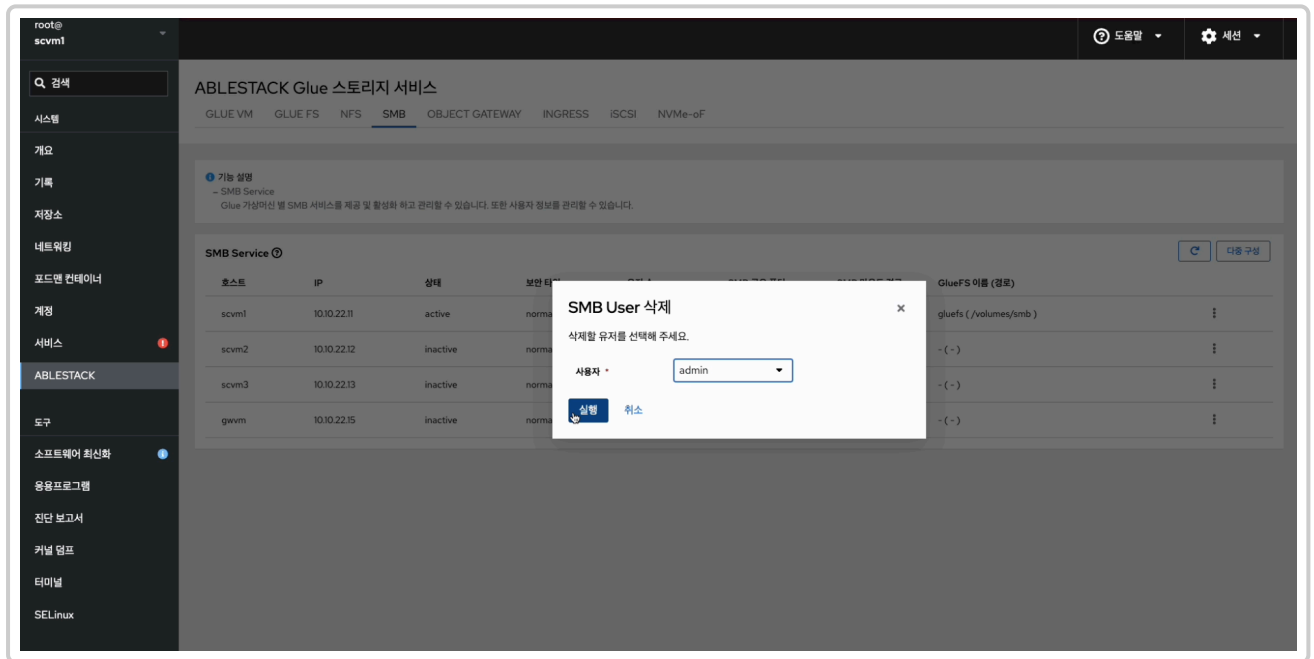 root@
scvm1
도움말
세션
검색
시스템
개요
기록
저장소
네트워킹
포드맨 컨테이너
계정
서비스
ABLESTACK
도구
소프트웨어 최신화
응용프로그램
진단 보고서
커널 덤프
터미널
SELinux
ABLESTACK Glue 스토리지 서비스
GLUE VM GLUE FS NFS SMB OBJECT GATEWAY INGRESS iSCSI NVMe-oF
기능 설명
– SMB Service
Glue 가상머신 별 SMB 서비스를 제공 및 활성화 하고 관리할 수 있습니다. 또한 사용자 정보를 관리할 수 있습니다.
SMB Service
다중 구성
호스트 IP 상태 보안 GlueFS 이름 (경로)
scvm1 10.10.22.11 active norma gluefs ( /volumes/smb )
scvm2 10.10.22.12 inactive norma - ( - )
scvm3 10.10.22.13 inactive norma - ( - )
gwvm 10.10.22.15 inactive norma - ( - )
SMB User 삭제
삭제할 유저를 선택해 주세요.
사용자 * admin
실행 취소